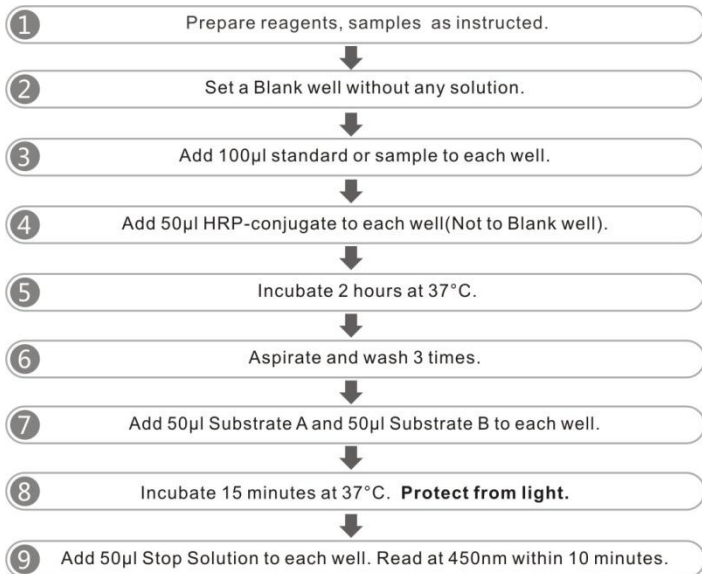 1 Prepare reagents, samples as instructed.
2 Set a Blank well without any solution.
3 Add 100μl standard or sample to each well.
4 Add 50μl HRP-conjugate to each well(Not to Blank well).
5 Incubate 2 hours at 37°C.
6 Aspirate and wash 3 times.
7 Add 50μl Substrate A and 50μl Substrate B to each well.
8 Incubate 15 minutes at 37°C. Protect from light.
9 Add 50μl Stop Solution to each well. Read at 450nm within 10 minutes.